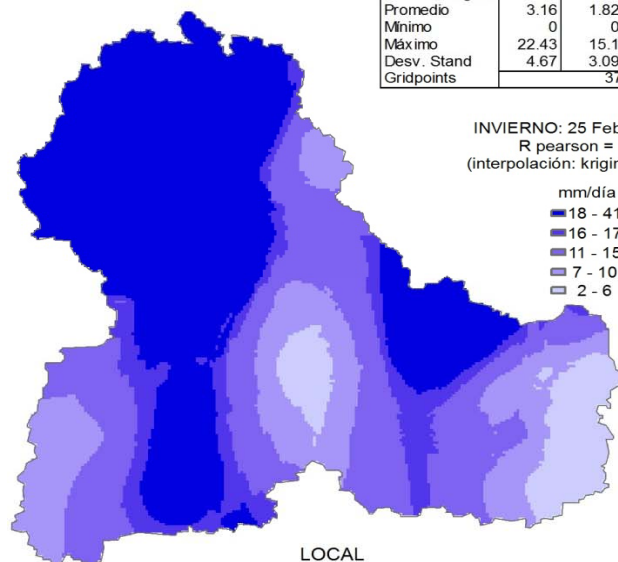 Promedio 3.16 1.82
Mínimo 0 0
Máximo 22.43 15.1
Desv. Stand 4.67 3.09
Gridpoints 37
INVIERNO: 25 Feb
R pearson =
(interpolación: krigin
mm/día
18 - 41
16 - 17
11 - 15
7 - 10
2 - 6
LOCAL